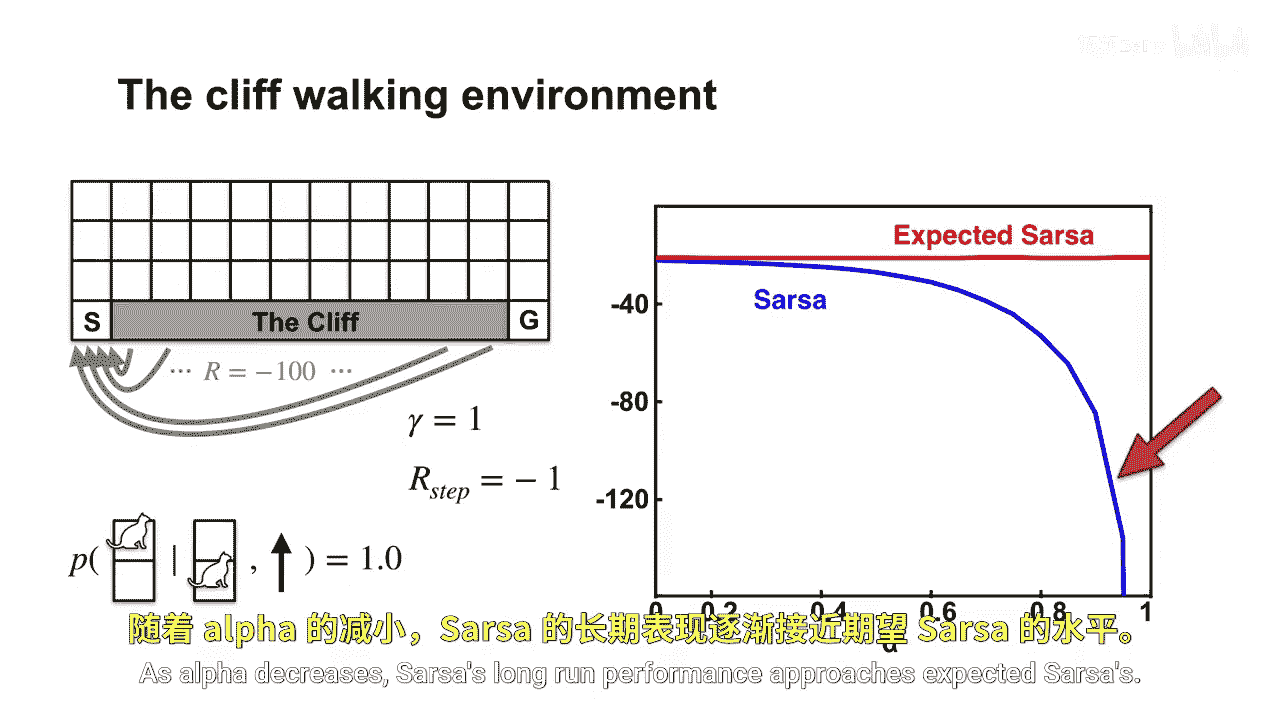 The cliff walking environment
Expected Sarsa
Sarsa
-40
-80
-120
0 0.2 0.4 0.6 0.8 1
α
S The Cliff G
··· R = −100 ···
γ = 1
R_step = − 1
p( | , ) = 1.0
随着 alpha 的减小，Sarsa 的长期表现逐渐接近期望 Sarsa 的水平。
As alpha decreases, Sarsa's long run performance approaches expected Sarsa's.